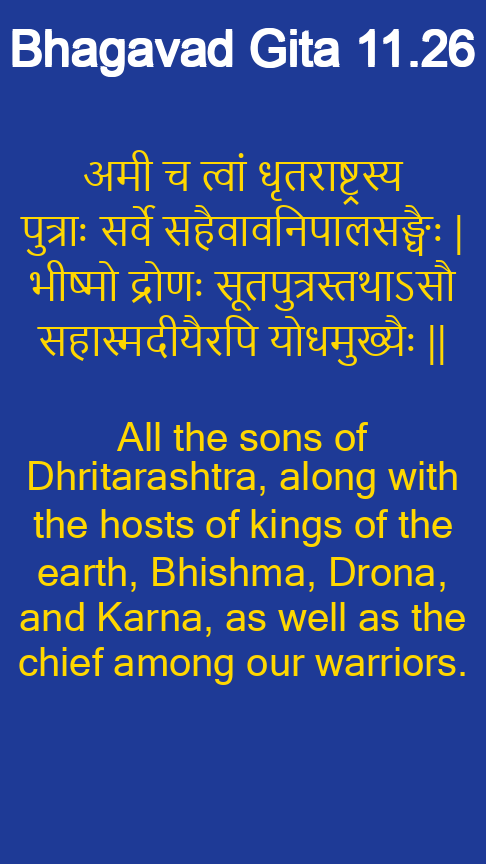 Bhagavad Gita 11.26
अमी च त्वां धृतराष्ट्रस्य
पुत्राः सर्वे सहैवावनिपालसङ्घैः |
भीष्मो द्रोणः सूतपुत्रस्तथाऽसौ
सहास्मदीयैरपि योधमुख्यैः ||
All the sons of
Dhritarashtra, along with
the hosts of kings of the
earth, Bhishma, Drona,
and Karna, as well as the
chief among our warriors.